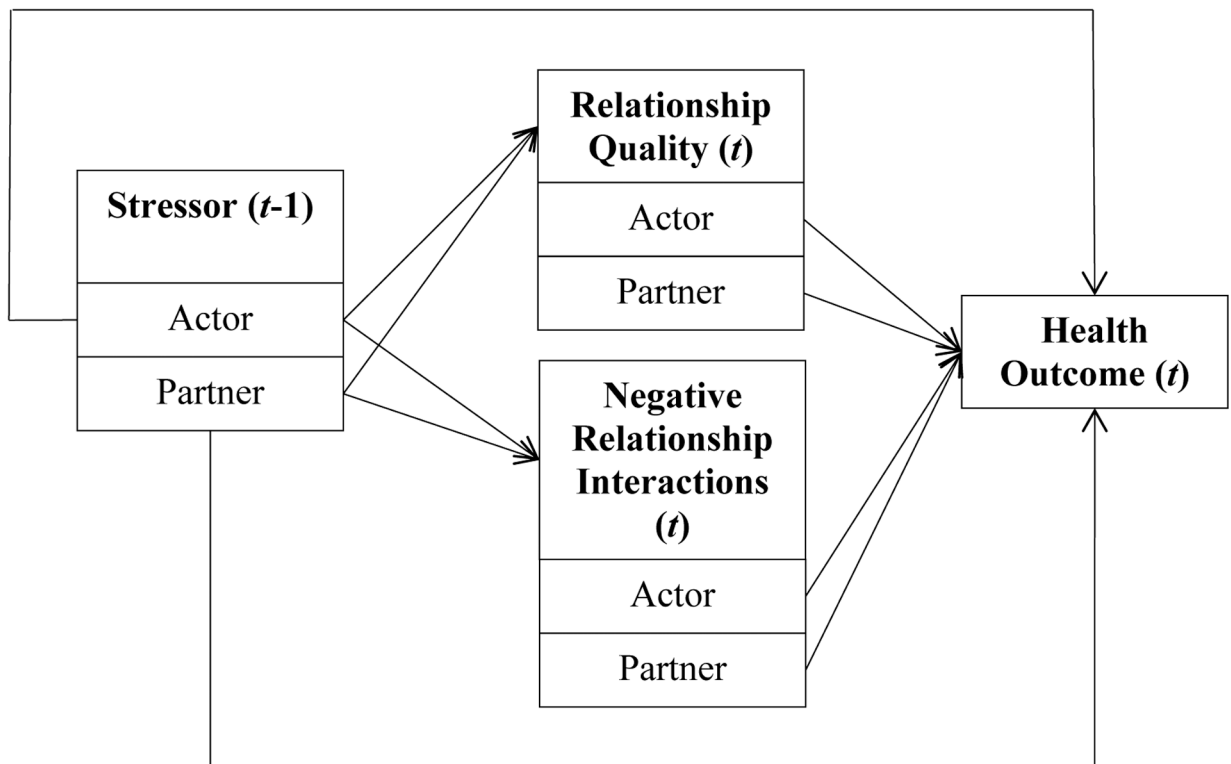 Stressor (t-1)
Actor
Partner
Relationship
Quality (t)
Actor
Partner
Negative
Relationship
Interactions
(t)
Actor
Partner
Health
Outcome (t)